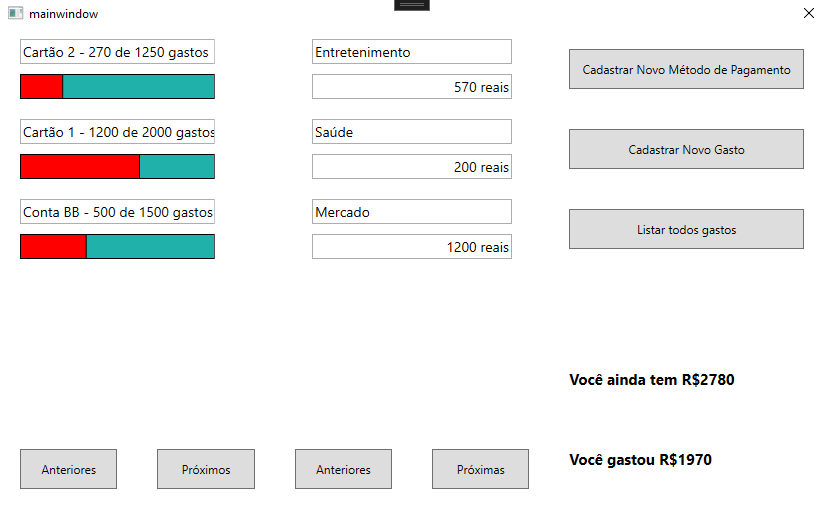 mainwindow
Cartão 2 - 270 de 1250 gastos
Cartão 1 - 1200 de 2000 gastos
Conta BB - 500 de 1500 gastos
Entretenimento
570 reais
Saúde
200 reais
Mercado
1200 reais
Cadastrar Novo Método de Pagamento
Cadastrar Novo Gasto
Listar todos gastos
Você ainda tem R$2780
Você gastou R$1970
Anteriores
Próximos
Anteriores
Próximas